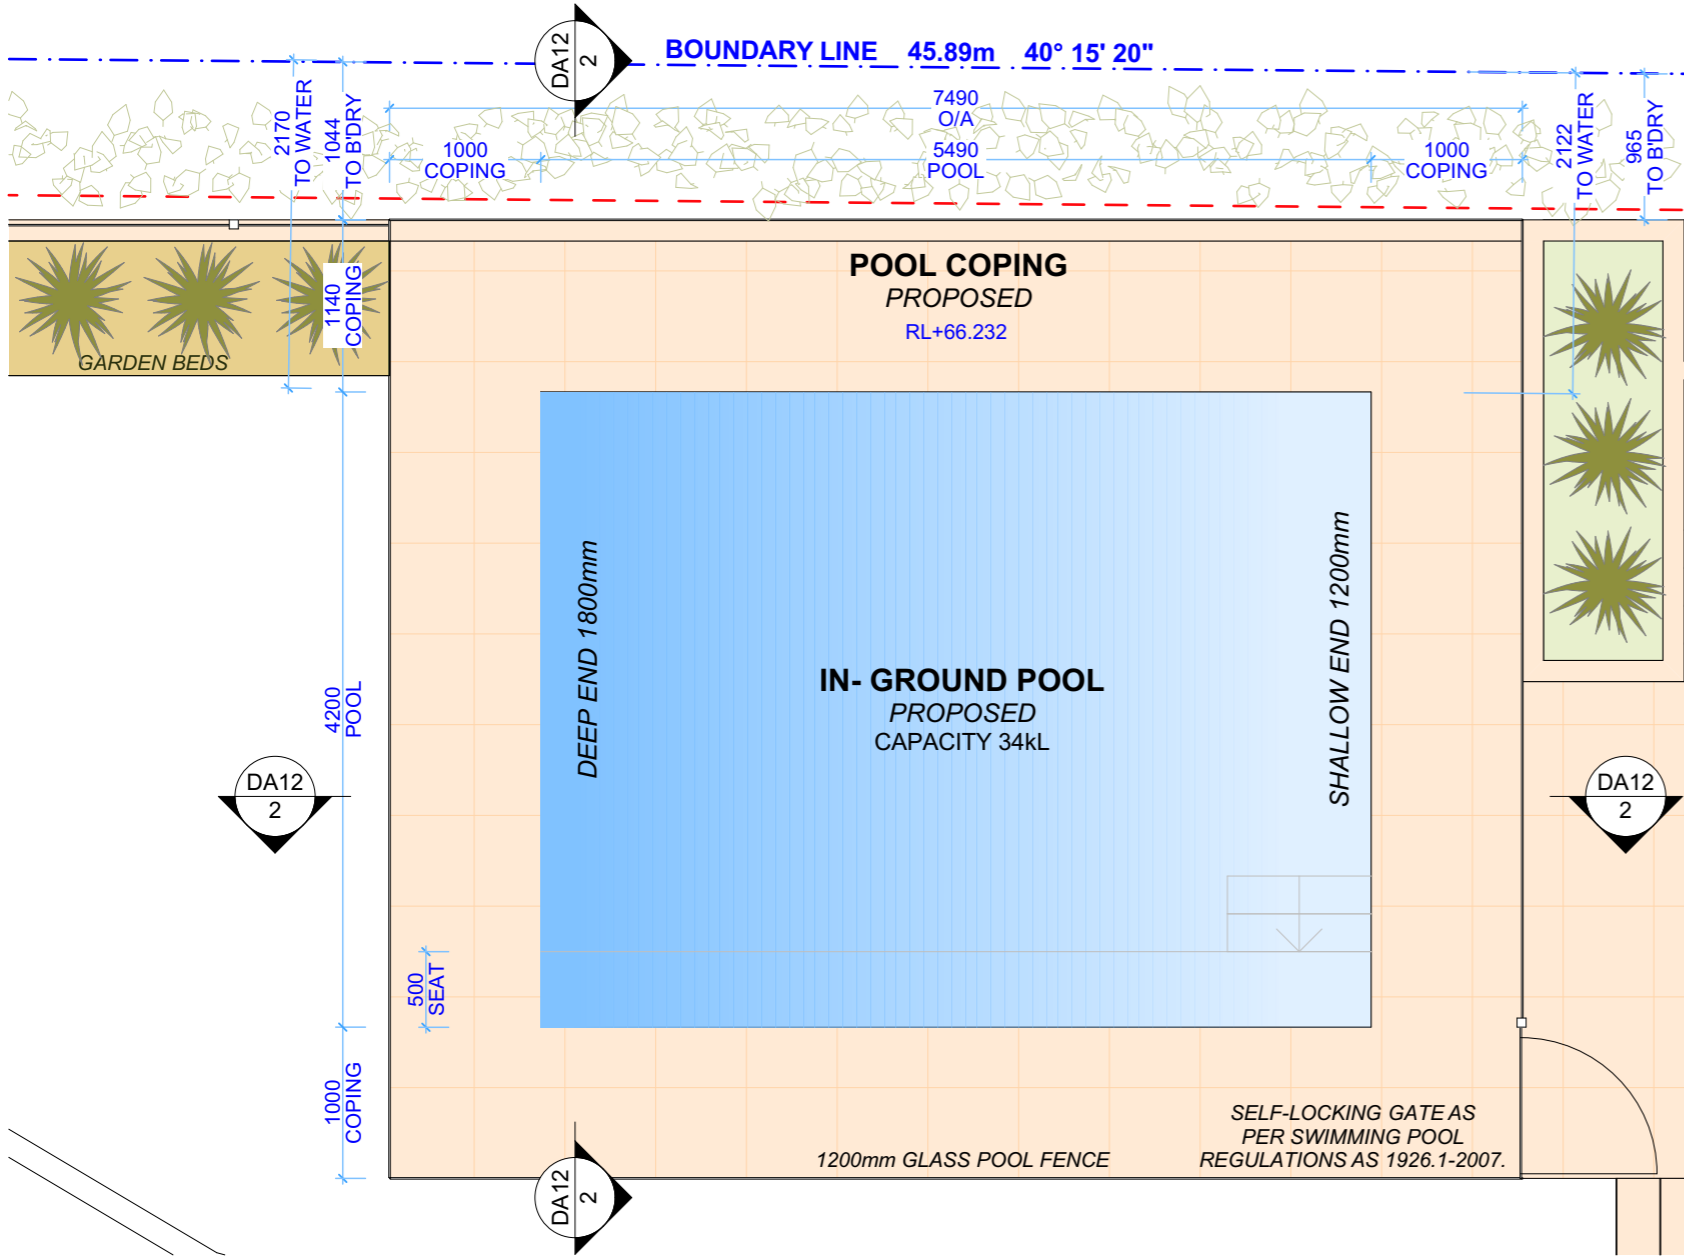 DA12
2
BOUNDARY LINE 45.89m 40° 15' 20"
2170
TO WATER
1044
TO B'DRY
7490
O/A
1000
COPING
5490
POOL
1000
COPING
2122
TO WATER
965
TO B'DRY
POOL COPING
PROPOSED
RL+66.232
1140
COPING
GARDEN BEDS
DEEP END 1800mm
SHALLOW END 1200mm
IN- GROUND POOL
PROPOSED
CAPACITY 34kL
4200
POOL
DA12
2
DA12
2
500
SEAT
1000
COPING
SELF-LOCKING GATE AS
PER SWIMMING POOL
REGULATIONS AS 1926.1-2007.
1200mm GLASS POOL FENCE
DA12
2